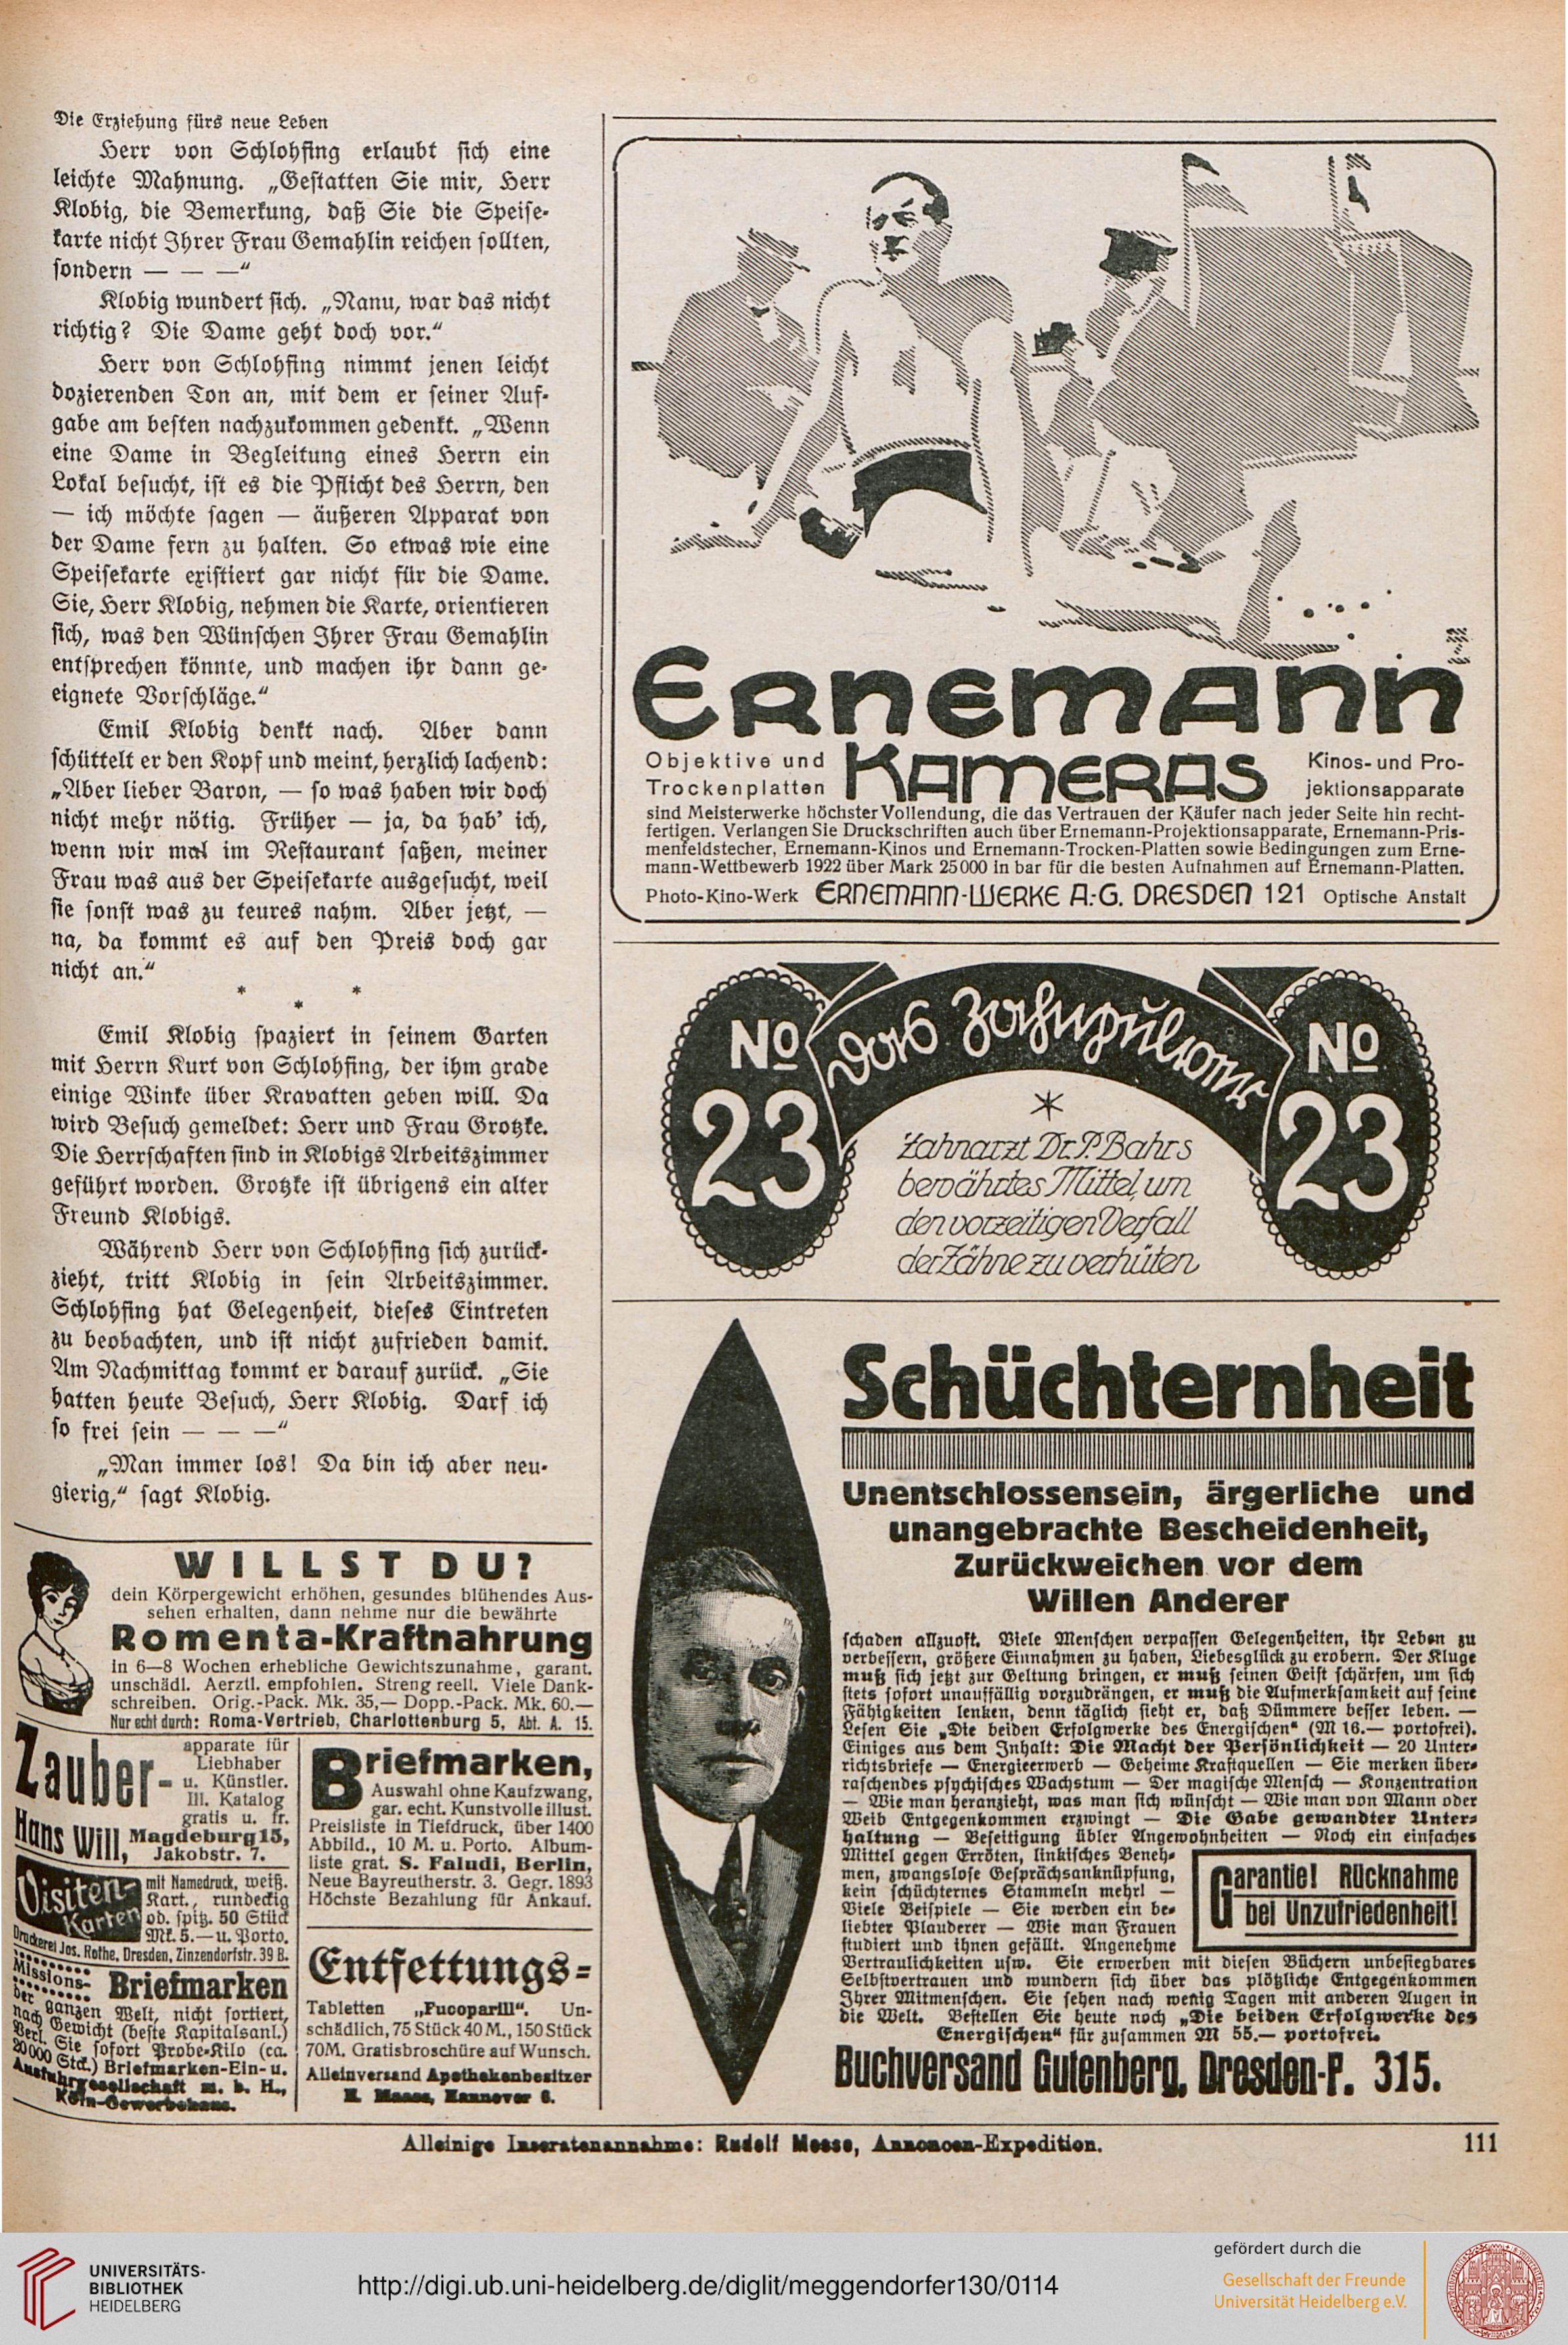 Die Erziehung fürs neue Leben
Herr von Schlohfing erlaubt sich eine
leichte Mahnung. „Gestatten Sie mir, Herr
Klobig, die Bemerkung, daß Sie die Speise-
karte nicht Ihrer Frau Gemahlin reichen sollten,
sondern — — —“
Klobig wundert sich. „Nanu, war das nicht
richtig? Die Dame geht doch vor.“
Herr von Schlohfing nimmt jenen leicht
dozierenden Ton an, mit dem er seiner Auf-
gabe am besten nachzukommen gedenkt. „Wenn
eine Dame in Begleitung eines Herrn ein
Lokal besucht, ist es die Pflicht des Herrn, den
— ich möchte sagen — äußeren Apparat von
der Dame fern zu halten. So etwas wie eine
Speisekarte existiert gar nicht für die Dame.
Sie, Herr Klobig, nehmen die Karte, orientieren
sich, was den Wünschen Ihrer Frau Gemahlin
entsprechen könnte, und machen ihr dann ge-
eignete Vorschläge.“
Emil Klobig denkt nach. Aber dann
schüttelt er den Kopf und meint, herzlich lachend:
„Aber lieber Baron, — so was haben wir doch
nicht mehr nötig. Früher — ja, da hab' ich,
wenn wir mal im Restaurant saßen, meiner
Frau was aus der Speisekarte ausgesucht, weil
sie sonst was zu teures nahm. Aber jetzt, —
na, da kommt es auf den Preis doch gar
nicht an.“
* * *
Emil Klobig spaziert in seinem Garten
mit Herrn Kurt von Schlohfing, der ihm grade
einige Winke über Kravatten geben will. Da
wird Besuch gemeldet: Herr und Frau Grotzke.
Die Herrschaften sind in Klobigs Arbeitszimmer
geführt worden. Grotzke ist übrigens ein alter
Freund Klobigs.
Während Herr von Schlohfing sich zurück-
zieht, tritt Klobig in sein Arbeitszimmer.
Schlohfing hat Gelegenheit, dieses Eintreten
zu beobachten, und ist nicht zufrieden damit.
Am Nachmittag kommt er darauf zurück. „Sie
hatten heute Besuch, Herr Klobig. Darf ich
so frei sein — — —“
„Man immer los! Da bin ich aber neu-
gierig,“ sagt Klobig.
WILLST DU?
dein Körpergewicht erhöhen, gesundes blühendes Aus-
sehen erhalten, dann nehme nur die bewährte
Romenta-Kraftnahrung
In 6—8 Wochen erhebliche Gewichtszunahme, garant.
unschädl. Aerztl. empfohlen. Streng reell. Viele Dank-
schreiben. Orig.-Pack. Mk. 35,— Dopp.-Pack. Mk. 60.—
Nur echt durch: Roma-Vertrieb, Charlottenburg 5, Abt. A. 15.
Zauber-
apparate für
Liebhaber
u. Künstler.
Ill. Katalog
gratis u. fr.
Hans Will, Magdeburg 15,
Jakobstr. 7.
Visiten-
Karten
mit Namedruck, weiß.
Kart., rundeckig
od. spitz. 50 Stück
Mk. 5.— u. Porto.
Druckerei Jos. Rothe, Dresden, Zinzendorfstr. 39 B.
Missions-
Briefmarken
der ganzen Welt, nicht sortiert,
nach Gewicht (beste Kapitalsanl.)
Verl. Sie sofort Probe-Kilo (ca.
20000 Stck.) Briefmarken-Ein- u.
Ausfuhrgesellschaft m. b. H.,
Köln-Gewerbehaus.
Briefmarken,
Auswahl ohne Kaufzwang,
gar. echt. Kunstvolle illust.
Preisliste in Tiefdruck, über 1400
Abbild., 10 M. u. Porto. Album-
liste grat. S. Faludi, Berlin,
Neue Bayreutherstr. 3. Gegr. 1893
Höchste Bezahlung für Ankauf.
Entfettungs-
Tabletten „Fucoparill“. Un-
schädlich, 75 Stück 40 M., 150 Stück
70M. Gratisbroschüre auf Wunsch.
Alleinversand Apothekenbesitzer
H. Maass, Hannover 6.
Ernemann
Kameras
Objektive und
Trockenplatten
Kinos- und Pro-
jektionsapparate
sind Meisterwerke höchster Vollendung, die das Vertrauen der Käufer nach jeder Seite hin recht-
fertigen. Verlangen Sie Druckschriften auch über Ernemann-Projektionsapparate, Ernemann-Pris-
menfeldstecher, Ernemann-Kinos und Ernemann-Trocken-Platten sowie Bedingungen zum Erne-
mann-Wettbewerb 1922 über Mark 25000 in bar für die besten Aufnahmen auf Ernemann-Platten.
Photo-Kino-Werk ERNEMANN-WERKE A.-G. DRESDEN 121 Optische Anstalt
No 23
Das Zahnpulver
No 23
Zahnarzt Dr. P. Bahrs
bewährtes Mittel, um
den vorzeitigen Verfall
der Zähne zu verhüten
Schüchternheit
Unentschlossensein, ärgerliche und
unangebrachte Bescheidenheit,
Zurückweichen vor dem
Willen Anderer
schaden allzuoft. Viele Menschen verpassen Gelegenheiten, ihr Leben zu
verbessern, größere Einnahmen zu haben, Liebesglück zu erobern. Der Kluge
muß sich jetzt zur Geltung bringen, er muß seinen Geist schärfen, um sich
stets sofort unauffällig vorzudrängen, er muß die Aufmerksamkeit auf seine
Fähigkeiten lenken, denn täglich sieht er, daß Dümmere besser leben. —
Lesen Sie „Die beiden Erfolgwerke des Energischen“ (M 16.— portofrei).
Einiges aus dem Inhalt: Die Macht der Persönlichkeit — 20 Unter-
richtsbriefe — Energieerwerb — Geheime Kraftquellen — Sie merken über-
raschendes psychisches Wachstum — Der magische Mensch — Konzentration
— Wie man heranzieht, was man sich wünscht — Wie man von Mann oder
Weib Entgegenkommen erzwingt — Die Gabe gewandter Unter-
haltung — Beseitigung übler Angewohnheiten — Noch ein einfaches
Mittel gegen Erröten, linkisches Beneh-
men, zwangslose Gesprächsanknüpfung,
kein schüchternes Stammeln mehr! —
Viele Beispiele — Sie werden ein be-
liebter Plauderer — Wie man Frauen
studiert und ihnen gefällt. Angenehme
Garantie! Rücknahme
bei Unzufriedenheit!
Vertraulichkeiten usw. Sie erwerben mit diesen Büchern unbesiegbares
Selbstvertrauen und wundern sich über das plötzliche Entgegenkommen
Ihrer Mitmenschen. Sie sehen nach wenig Tagen mit anderen Augen in
die Welt. Bestellen Sie heute noch „Die beiden Erfolgwerke des
Energischen“ für zusammen M 55.— portofrei.
Buchversand Gutenberg, Dresden-P. 315.
Alleinige Inseratenannahme: Rudolf Mosse, Annoncen-Expedition.
111
UNIVERSITÄTS-
BIBLIOTHEK
HEIDELBERG
http://digi.ub.uni-heidelberg.de/diglit/meggendorfer130/0114
gefördert durch die
Gesellschaft der Freunde
Universität Heidelberg e.V.